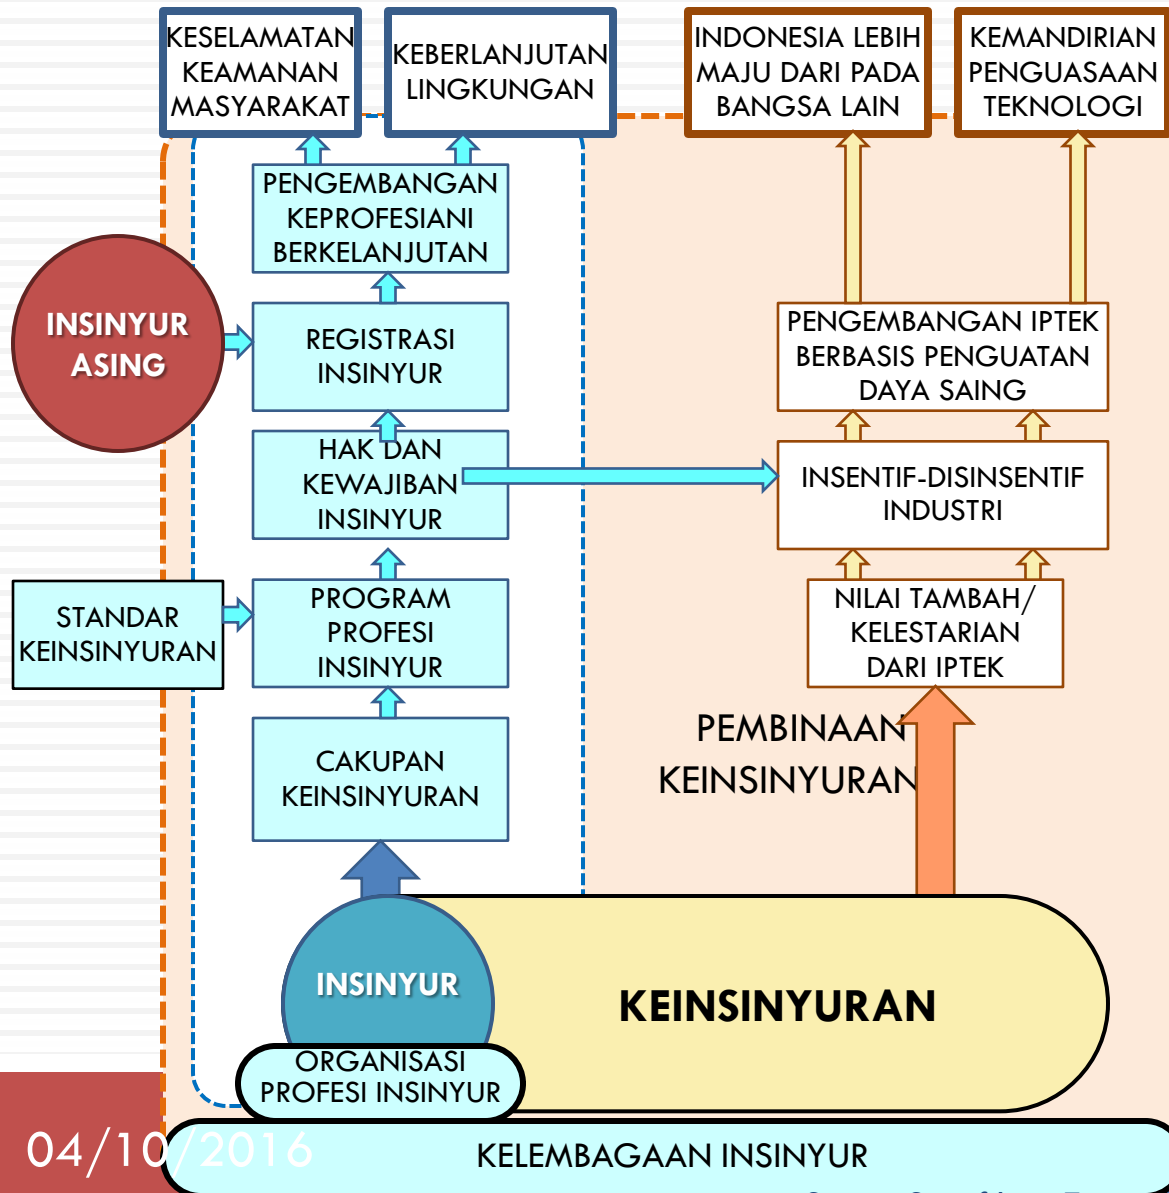 KESELAMATAN
KEAMANAN
MASYARAKAT
KEBERLANJUTAN
LINGKUNGAN
INDONESIA LEBIH
MAJU DARI PADA
BANGSA LAIN
KEMANDIRIAN
PENGUASAAN
TEKNOLOGI
PENGEMBANGAN
KEPROFESIANI
BERKELANJUTAN
INSINYUR
ASING
REGISTRASI
INSINYUR
PENGEMBANGAN IPTEK
BERBASIS PENGUATAN
DAYA SAING
HAK DAN
KEWAJIBAN
INSINYUR
INSENTIF-DISINSENTIF
INDUSTRI
STANDAR
KEINSINYURAN
PROGRAM
PROFESI
INSINYUR
NILAI TAMBAH/
KELESTARIAN
DARI IPTEK
CAKUPAN
KEINSINYURAN
PEMBINAAN
KEINSINYURAN
INSINYUR
KEINSINYURAN
ORGANISASI
PROFESI INSINYUR
04/10/2016
KELEMBAGAAN INSINYUR